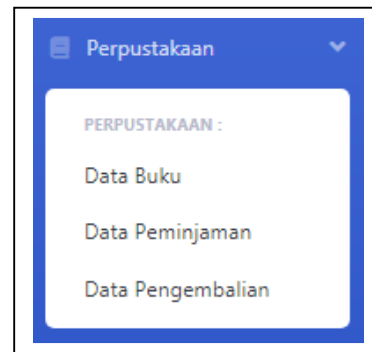 Perpustakaan
PERPUSTAKAAN :
Data Buku
Data Peminjaman
Data Pengembalian